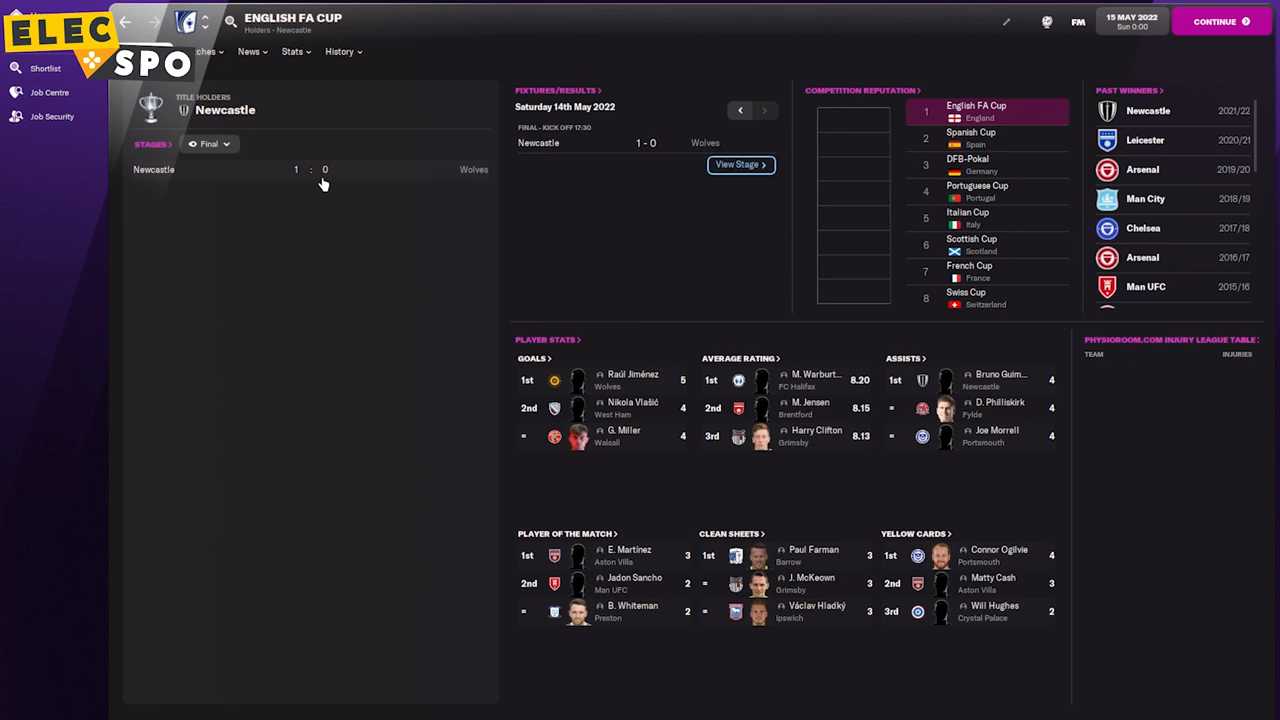 ELEC
SPO
ENGLISH FA CUP
Holders - Newcastle
FM
15 MAY 2022
Sun 0:00
CONTINUE
News
Stats
History
Shortlist
Job Centre
Job Security
TITLE HOLDERS
Newcastle
STAGES
Final
Newcastle 1 : 0 Wolves
FIXTURES/RESULTS
Saturday 14th May 2022
FINAL - KICK OFF 17:30
Newcastle 1 - 0 Wolves
View Stage
COMPETITION REPUTATION
1 English FA Cup
England
2 Spanish Cup
Spain
3 DFB-Pokal
Germany
4 Portuguese Cup
Portugal
5 Italian Cup
Italy
6 Scottish Cup
Scotland
7 French Cup
France
8 Swiss Cup
Switzerland
PAST WINNERS
Newcastle 2021/22
Leicester 2020/21
Arsenal 2019/20
Man City 2018/19
Chelsea 2017/18
Arsenal 2016/17
Man UFC 2015/16
PLAYER STATS
GOALS
1st Raúl Jiménez 5
Wolves
2nd Nikola Vlašić 4
West Ham
= G. Miller 4
Walsall
AVERAGE RATING
1st M. Warburt... 8.20
FC Halifax
2nd M. Jensen 8.15
Brentford
3rd Harry Clifton 8.13
Grimsby
ASSISTS
1st Bruno Guim... 4
Newcastle
= D. Philliskirk 4
Fylde
= Joe Morrell 4
Portsmouth
PHYSIOROOM.COM INJURY LEAGUE TABLE
TEAM INJURIES
PLAYER OF THE MATCH
1st E. Martínez 3
Aston Villa
2nd Jadon Sancho 2
Man UFC
= B. Whiteman 2
Preston
CLEAN SHEETS
1st Paul Farman 3
Barrow
= J. McKeown 3
Grimsby
= Václav Hladký 3
Ipswich
YELLOW CARDS
1st Connor Ogilvie 4
Portsmouth
2nd Matty Cash 3
Aston Villa
3rd Will Hughes 2
Crystal Palace